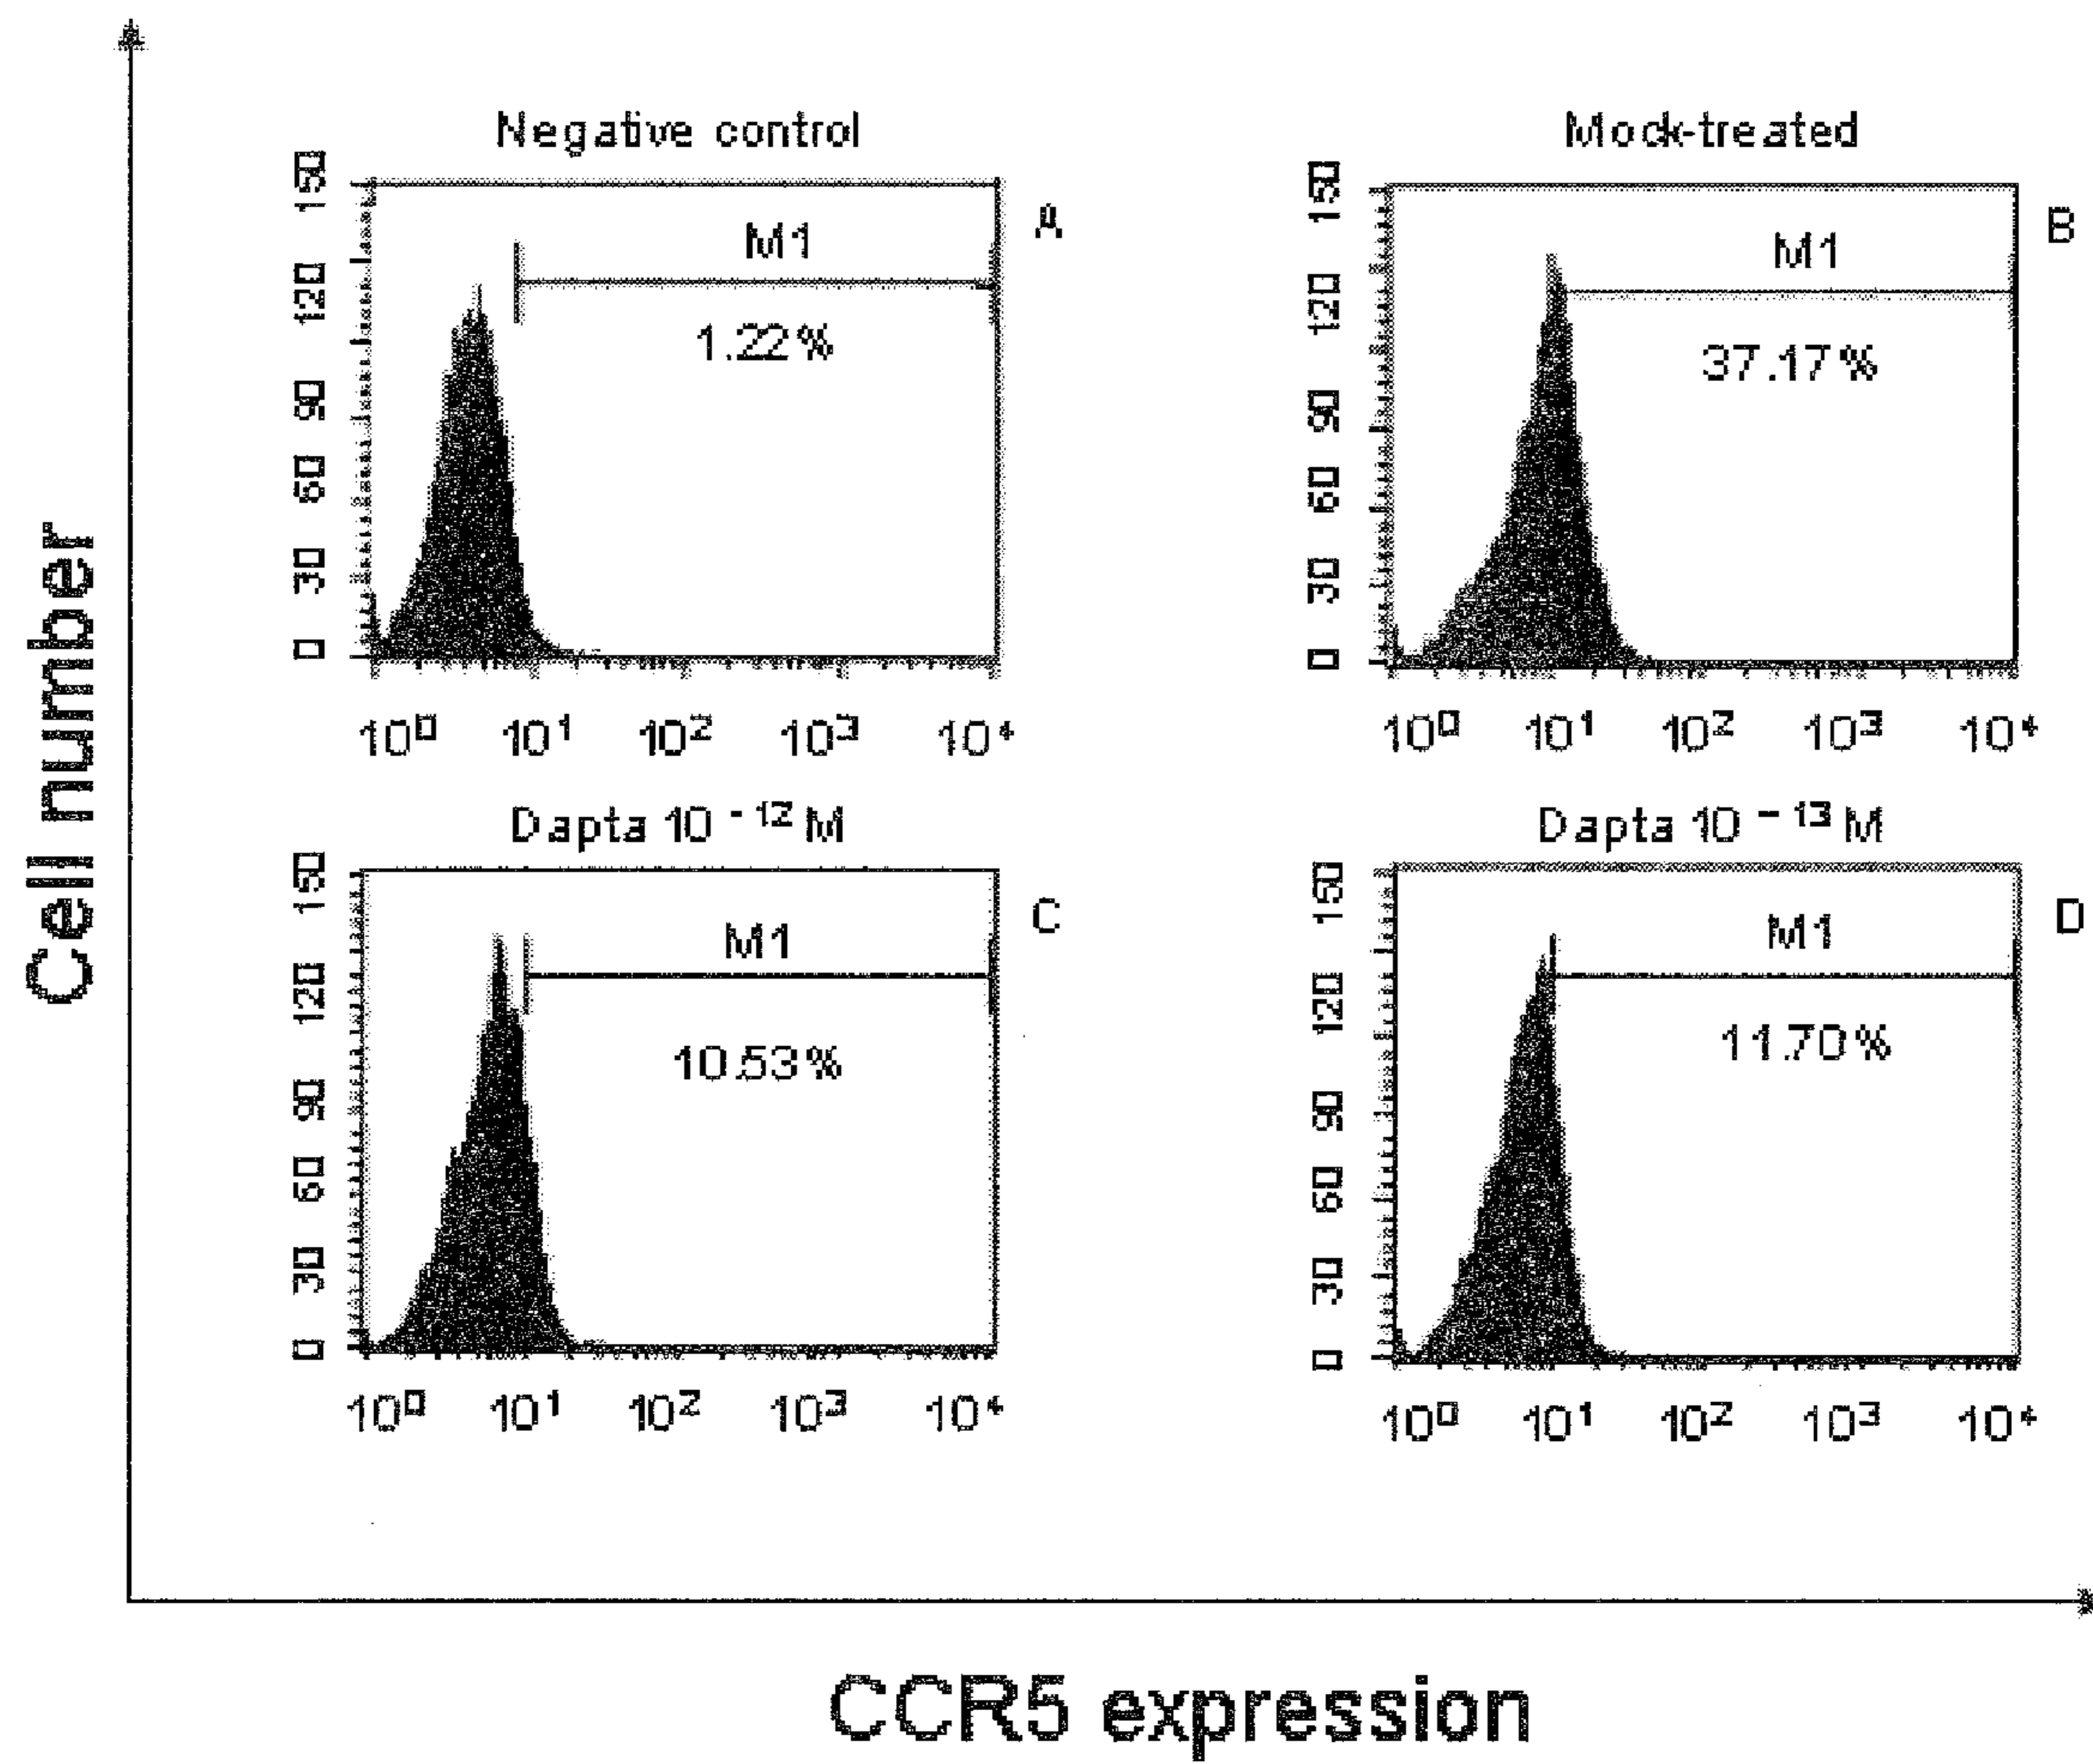 Cell number
Negative control
A
150
120
90
60
30
0
M1
1.22%
10⁰ 10¹ 10² 10³ 10⁴
Mock-treated
B
150
120
90
60
30
0
M1
37.17%
10⁰ 10¹ 10² 10³ 10⁴
Dapta 10⁻¹² M
C
150
120
90
60
30
0
M1
10.53%
10⁰ 10¹ 10² 10³ 10⁴
Dapta 10⁻¹³ M
D
150
120
90
60
30
0
M1
11.70%
10⁰ 10¹ 10² 10³ 10⁴
CCR5 expression